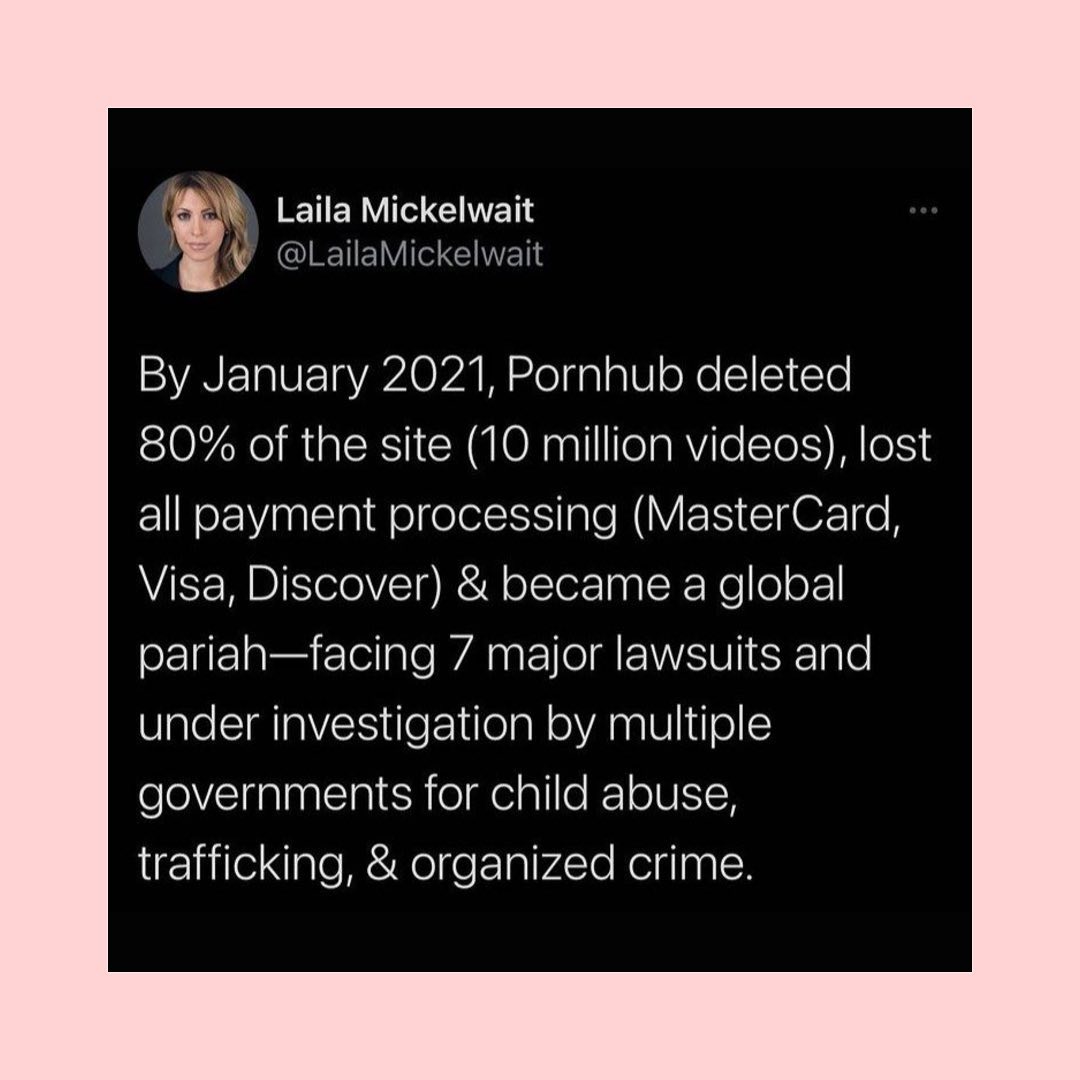 Laila Mickelwait
@LailaMickelwait
By January 2021, Pornhub deleted
80% of the site (10 million videos), lost
all payment processing (MasterCard,
Visa, Discover) & became a global
pariah—facing 7 major lawsuits and
under investigation by multiple
governments for child abuse,
trafficking, & organized crime.